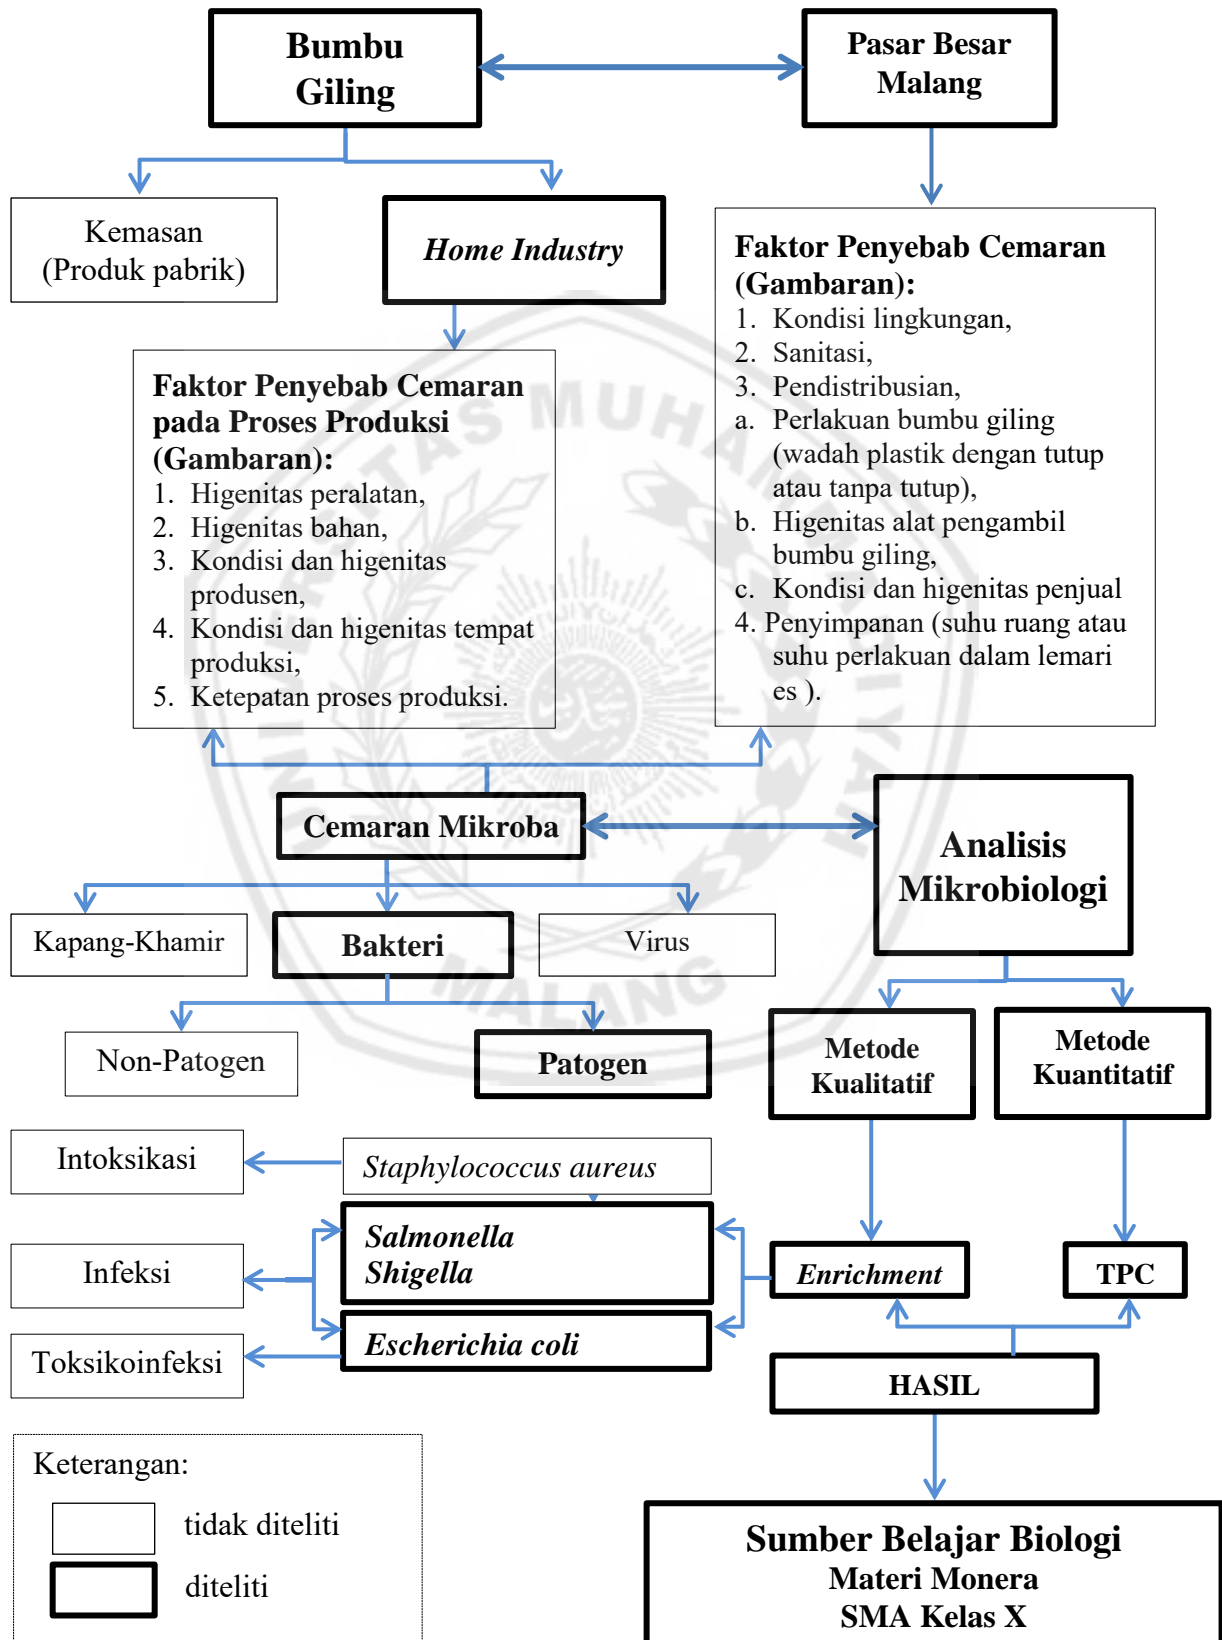 Bumbu
Giling
Pasar Besar
Malang
Kemasan
(Produk pabrik)
Home Industry
Faktor Penyebab Cemaran
(Gambaran):
1. Kondisi lingkungan,
2. Sanitasi,
3. Pendistribusian,
a. Perlakuan bumbu giling
(wadah plastik dengan tutup
atau tanpa tutup),
b. Higenitas alat pengambil
bumbu giling,
c. Kondisi dan higenitas penjual
4. Penyimpanan (suhu ruang atau
suhu perlakuan dalam lemari
es ).
Faktor Penyebab Cemaran
pada Proses Produksi
(Gambaran):
1. Higenitas peralatan,
2. Higenitas bahan,
3. Kondisi dan higenitas
produsen,
4. Kondisi dan higenitas tempat
produksi,
5. Ketepatan proses produksi.
Cemaran Mikroba
Analisis
Mikrobiologi
Kapang-Khamir
Bakteri
Virus
Non-Patogen
Patogen
Metode
Kualitatif
Metode
Kuantitatif
Intoksikasi
Staphylococcus aureus
Salmonella
Shigella
Infeksi
Enrichment
TPC
Escherichia coli
Toksikoinfeksi
HASIL
Keterangan:
tidak diteliti
diteliti
Sumber Belajar Biologi
Materi Monera
SMA Kelas X
UNIVERSITAS MUHAMMADIYAH
MALANG